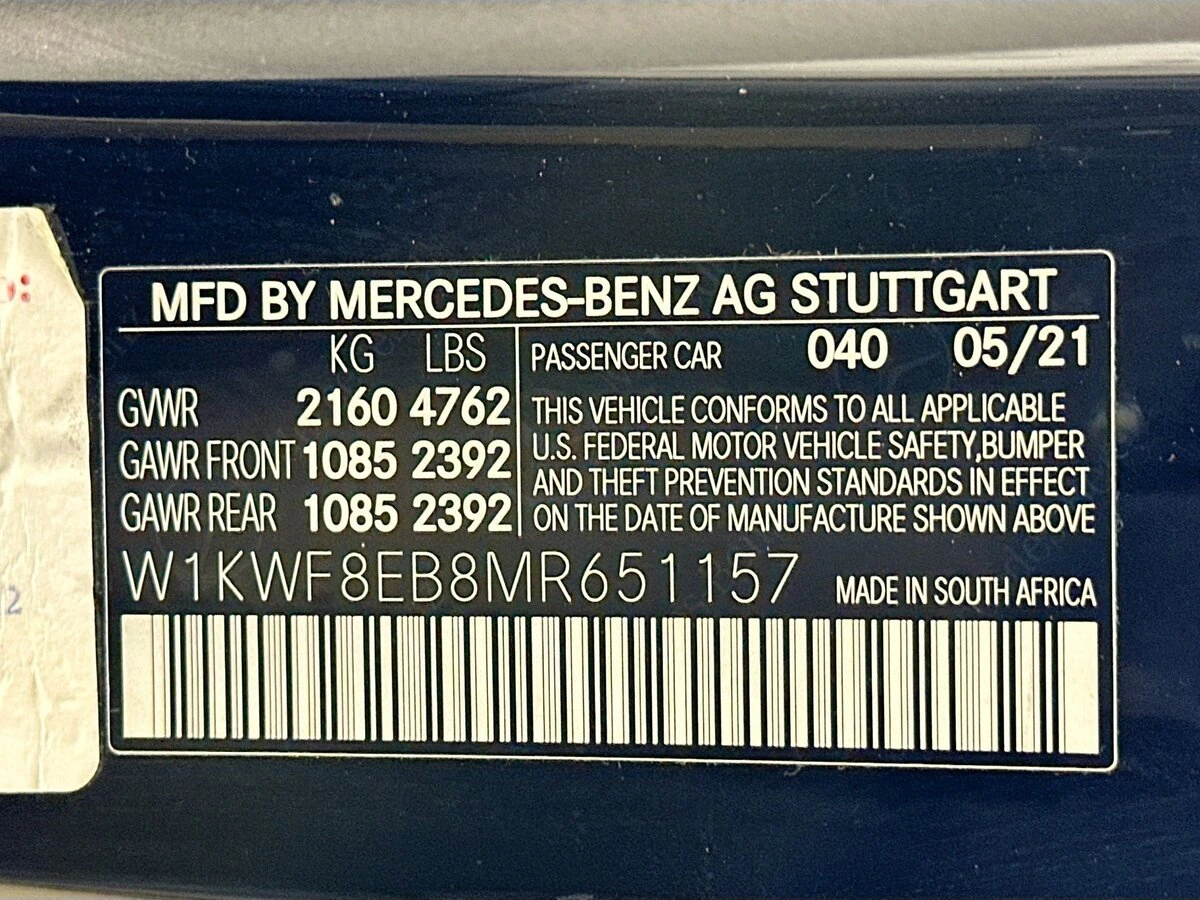 MFD BY MERCEDES-BENZ AG STUTTGART
KG LBS
GVWR 2160 4762
GAWR FRONT 1085 2392
GAWR REAR 1085 2392
PASSENGER CAR 040 05/21
THIS VEHICLE CONFORMS TO ALL APPLICABLE
U.S. FEDERAL MOTOR VEHICLE SAFETY,BUMPER
AND THEFT PREVENTION STANDARDS IN EFFECT
ON THE DATE OF MANUFACTURE SHOWN ABOVE
W1KWF8EB8MR651157 MADE IN SOUTH AFRICA